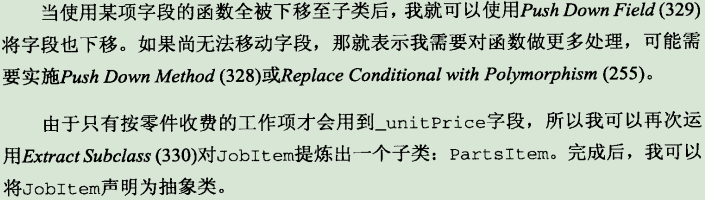 当使用某项字段的函数全被下移至子类后，我就可以使用Push Down Field (329)
将字段也下移。如果尚无法移动字段，那就表示我需要对函数做更多处理，可能需
要实施Push Down Method (328)或Replace Conditional with Polymorphism (255)。
由于只有按零件收费的工作项才会用到_unitPrice字段，所以我可以再次运
用Extract Subclass (330)对JobItem提炼出一个子类：PartsItem。完成后，我可以
将JobItem声明为抽象类。